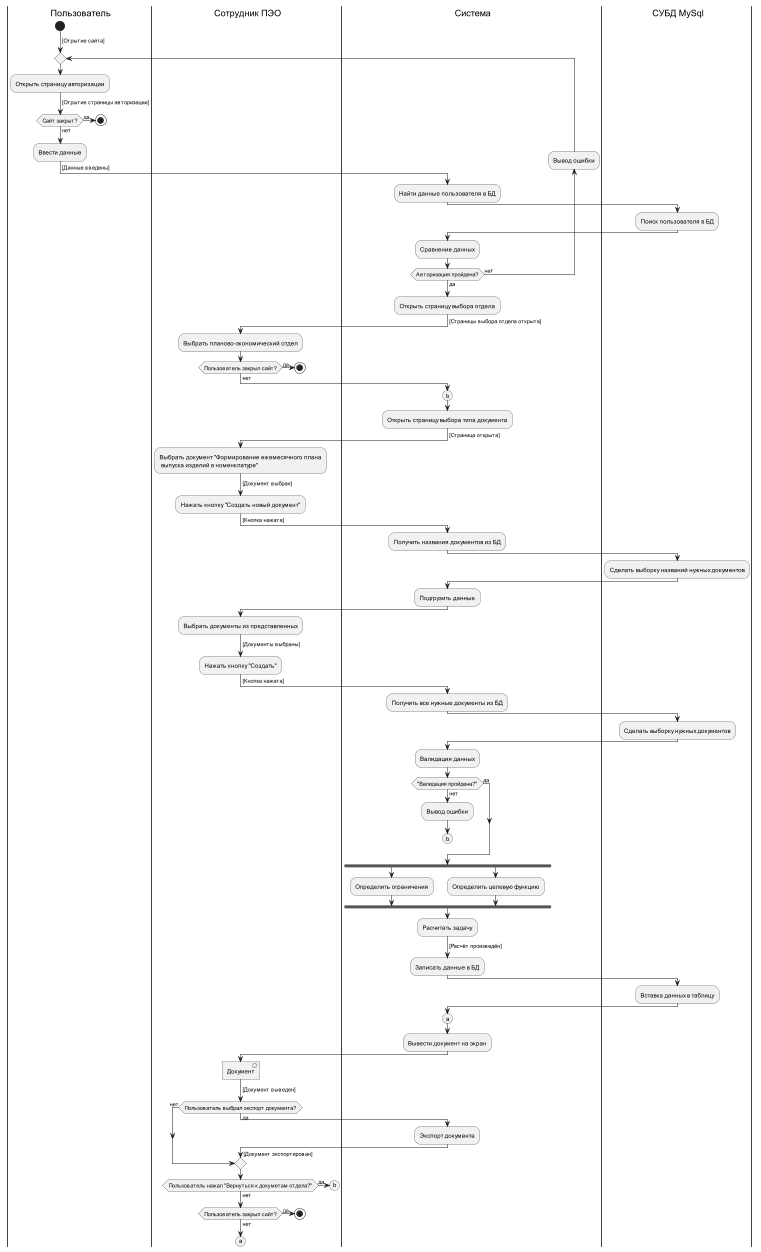 Пользователь
Сотрудник ПЭО
Система
СУБД MySql
[Отрытие сайта]
Открыть страницу авторизации
[Отрытие страницы авторизации]
Сайт закрыт?
да
нет
Ввести данные
[Данные введены]
Вывод ошибки
Найти данные пользователя в БД
Поиск пользователя в БД
Сравнение данных
Авторизация пройдена?
нет
да
Открыть страницу выбора отдела
[Страницы выбора отдела открыта]
Выбрать планово-экономический отдел
Пользователь закрыл сайт?
да
нет
b
Открыть страницу выбора типа документа
[Страница открыта]
Выбрать документ "Формирование ежемесячного плана
выпуска изделий в номенклатуре"
[Документ выбран]
Нажать кнопку "Создать новый документ"
[Кнопка нажата]
Получить названия документов из БД
Сделать выборку названий нужных документов
Подгрузить данные
Выбрать документы из представленных
[Документы выбраны]
Нажать кнопку "Создать"
[Кнопка нажата]
Получить все нужные документы из БД
Сделать выборку нужных документов
Валидация данных
"Валидация пройдена?"
да
нет
Вывод ошибки
b
Определить ограничения
Определить целевую функцию
Расчитать задачу
[Расчёт произведён]
Записать данные в БД
Вставка данных в таблицу
a
Вывести документ на экран
Документ
[Документ выведен]
нет
Пользователь выбрал экспорт документа?
да
Экспорт документа
[Документ экспортирован]
Пользователь нажал "Вернуться к докуметам отдела?"
да
b
нет
Пользователь закрыл сайт?
да
нет
a